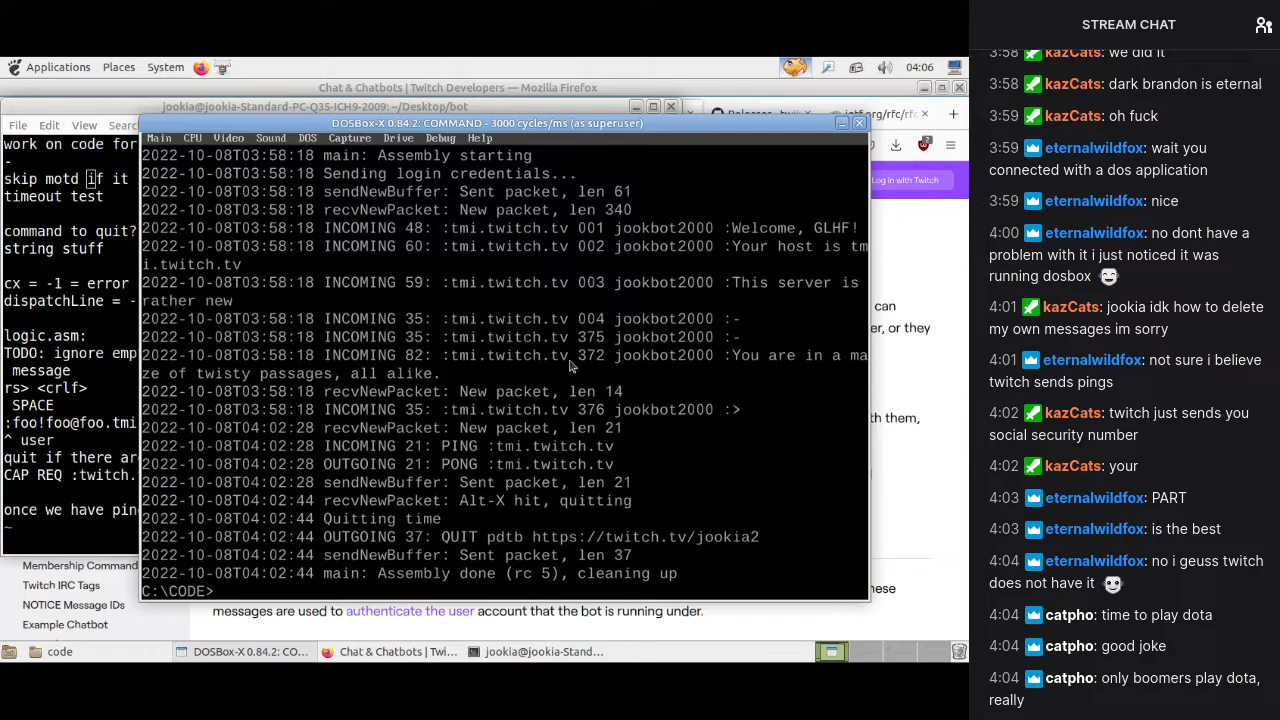 Applications Places System 04:06
Chat & Chatbots | Twitch Developers — Mozilla Firefox
jookia@jookia-Standard-PC-Q35-ICH9-2009: ~/Desktop/bot
File Edit View Search
DOSBox-X 0.84.2: COMMAND - 3000 cycles/ms (as superuser)
Main CPU Video Sound DOS Capture Drive Debug Help
Log in with Twitch
work on code for
-
skip motd if it
timeout test
command to quit?
string stuff
cx = -1 = error
dispatchLine = -
logic.asm:
TODO: ignore emp
message
rs> <crlf>
SPACE
:foo!foo@foo.tmi
^ user
quit if there ar
CAP REQ :twitch.
once we have pin
~
2022-10-08T03:58:18 main: Assembly starting
2022-10-08T03:58:18 Sending login credentials...
2022-10-08T03:58:18 sendNewBuffer: Sent packet, len 61
2022-10-08T03:58:18 recvNewPacket: New packet, len 340
2022-10-08T03:58:18 INCOMING 48: :tmi.twitch.tv 001 jookbot2000 :Welcome, GLHF!
2022-10-08T03:58:18 INCOMING 60: :tmi.twitch.tv 002 jookbot2000 :Your host is tm
i.twitch.tv
2022-10-08T03:58:18 INCOMING 59: :tmi.twitch.tv 003 jookbot2000 :This server is
rather new
2022-10-08T03:58:18 INCOMING 35: :tmi.twitch.tv 004 jookbot2000 :-
2022-10-08T03:58:18 INCOMING 35: :tmi.twitch.tv 375 jookbot2000 :-
2022-10-08T03:58:18 INCOMING 82: :tmi.twitch.tv 372 jookbot2000 :You are in a ma
ze of twisty passages, all alike.
2022-10-08T03:58:18 recvNewPacket: New packet, len 14
2022-10-08T03:58:18 INCOMING 35: :tmi.twitch.tv 376 jookbot2000 :>
2022-10-08T04:02:28 recvNewPacket: New packet, len 21
2022-10-08T04:02:28 INCOMING 21: PING :tmi.twitch.tv
2022-10-08T04:02:28 OUTGOING 21: PONG :tmi.twitch.tv
2022-10-08T04:02:28 sendNewBuffer: Sent packet, len 21
2022-10-08T04:02:44 recvNewPacket: Alt-X hit, quitting
2022-10-08T04:02:44 Quitting time
2022-10-08T04:02:44 OUTGOING 37: QUIT pdtb https://twitch.tv/jookia2
2022-10-08T04:02:44 sendNewBuffer: Sent packet, len 37
2022-10-08T04:02:44 main: Assembly done (rc 5), cleaning up
C:\CODE>
can
er, or they
with them,
Membership Command
Twitch IRC Tags
NOTICE Message IDs
Example Chatbot
messages are used to authenticate the user account that the bot is running under.
code
DOSBox-X 0.84.2: CO...
Chat & Chatbots | Twi...
jookia@jookia-Stand...
STREAM CHAT
3:58 kazCats: we did it
3:58 kazCats: dark brandon is eternal
3:59 kazCats: oh fuck
3:59 eternalwildfox: wait you
connected with a dos application
3:59 eternalwildfox: nice
4:00 eternalwildfox: no dont have a
problem with it i just noticed it was
running dosbox
4:01 kazCats: jookia idk how to delete
my own messages im sorry
4:01 eternalwildfox: not sure i believe
twitch sends pings
4:02 kazCats: twitch just sends you
social security number
4:02 kazCats: your
4:03 eternalwildfox: PART
4:03 eternalwildfox: is the best
4:04 eternalwildfox: no i geuss twitch
does not have it
4:04 catpho: time to play dota
4:04 catpho: good joke
4:04 catpho: only boomers play dota,
really